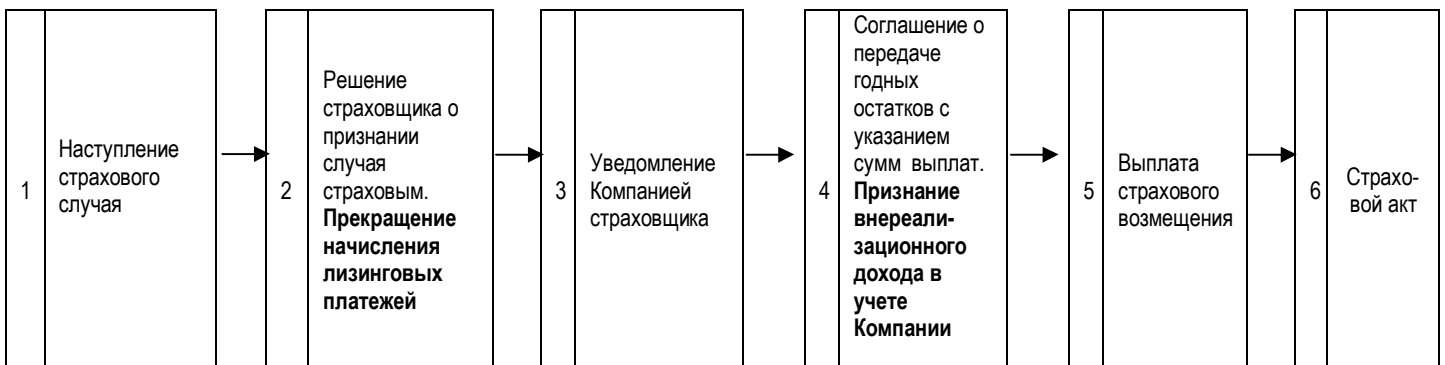 1
Наступление
страхового
случая
2
Решение
страховщика о
признании
случая
страховым.
Прекращение
начисления
лизинговых
платежей
3
Уведомление
Компанией
страховщика
4
Соглашение о
передаче
годных
остатков с
указанием
сумм выплат.
Признание
внереали-
зационного
дохода в
учете
Компании
5
Выплата
страхового
возмещения
6
Страхо-
вой акт